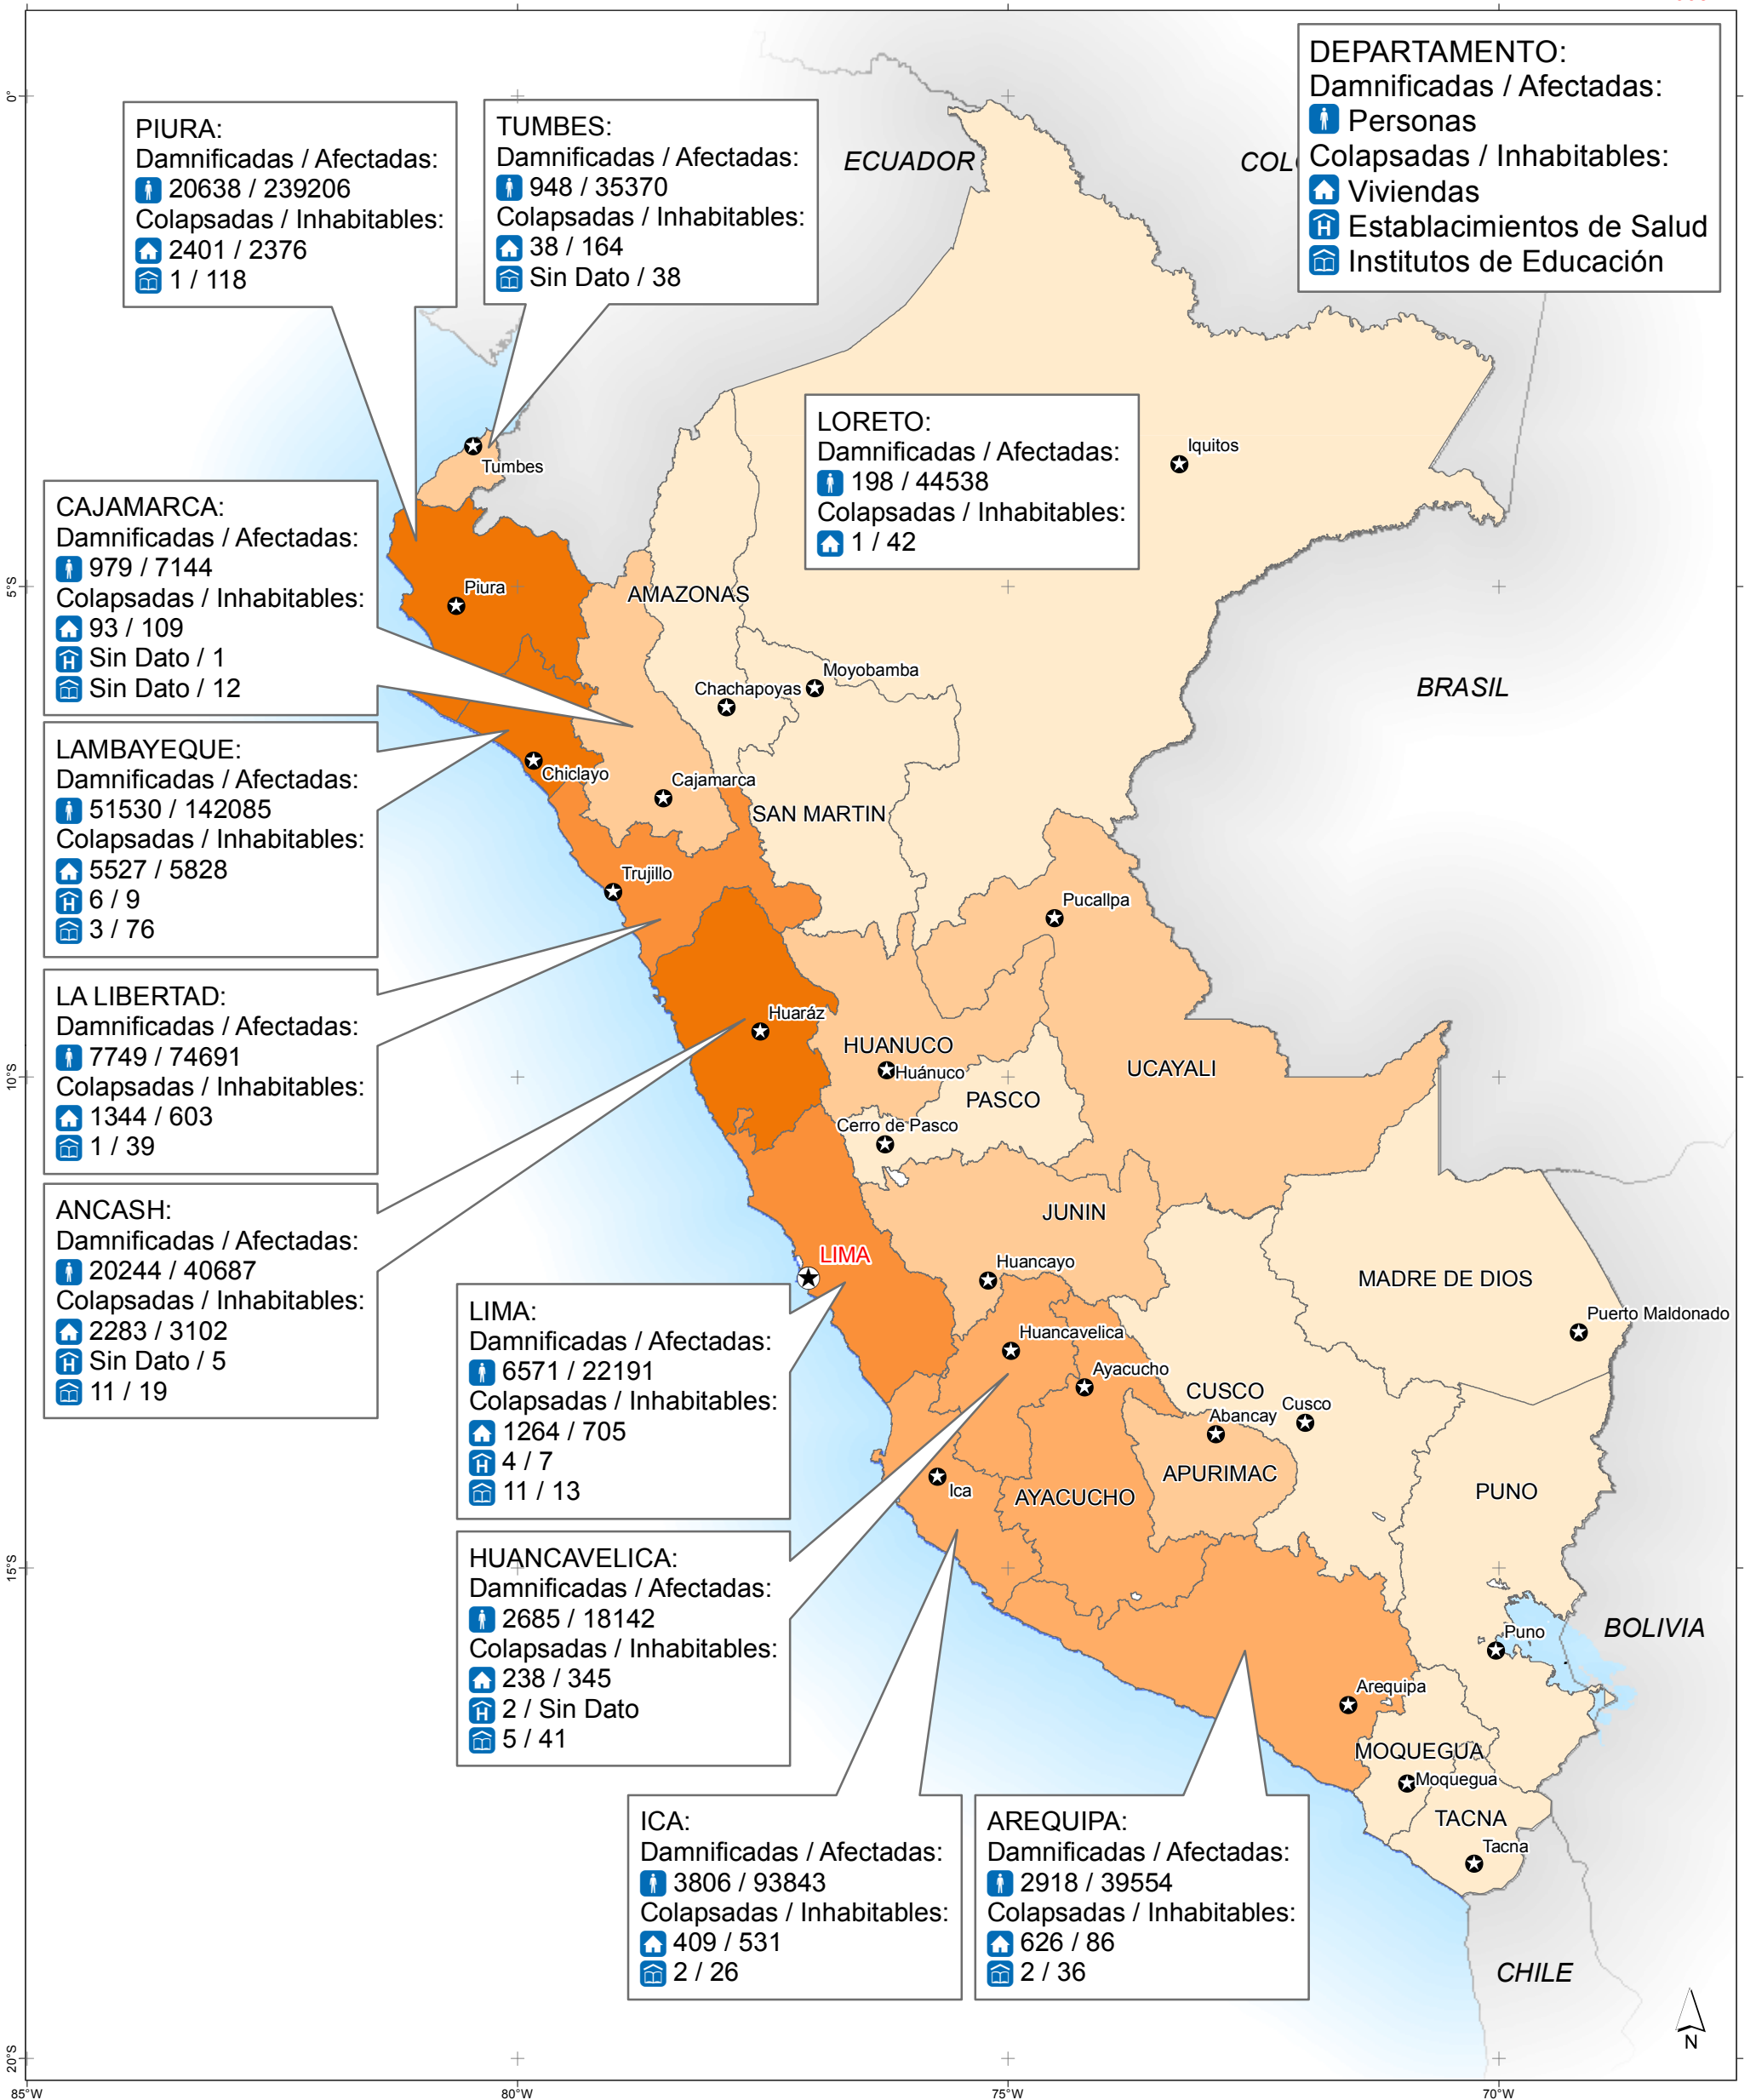 DEPARTAMENTO:
Damnificadas / Afectadas:
Personas
Colapsadas / Inhabitables:
Viviendas
Establacimientos de Salud
Institutos de Educación
PIURA:
Damnificadas / Afectadas:
20638 / 239206
Colapsadas / Inhabitables:
2401 / 2376
1 / 118
TUMBES:
Damnificadas / Afectadas:
948 / 35370
Colapsadas / Inhabitables:
38 / 164
Sin Dato / 38
ECUADOR
COL
LORETO:
Damnificadas / Afectadas:
198 / 44538
Colapsadas / Inhabitables:
1 / 42
Iquitos
Tumbes
CAJAMARCA:
Damnificadas / Afectadas:
979 / 7144
Colapsadas / Inhabitables:
93 / 109
H Sin Dato / 1
Sin Dato / 12
Piura
AMAZONAS
Moyobamba
Chachapoyas
BRASIL
LAMBAYEQUE:
Damnificadas / Afectadas:
51530 / 142085
Colapsadas / Inhabitables:
5527 / 5828
H 6 / 9
3 / 76
Chiclayo
Cajamarca
SAN MARTIN
Trujillo
Pucallpa
LA LIBERTAD:
Damnificadas / Afectadas:
7749 / 74691
Colapsadas / Inhabitables:
1344 / 603
1 / 39
Huaráz
HUANUCO
Huánuco
UCAYALI
PASCO
Cerro de Pasco
ANCASH:
Damnificadas / Afectadas:
20244 / 40687
Colapsadas / Inhabitables:
2283 / 3102
H Sin Dato / 5
11 / 19
JUNIN
LIMA
Huancayo
MADRE DE DIOS
Puerto Maldonado
LIMA:
Damnificadas / Afectadas:
6571 / 22191
Colapsadas / Inhabitables:
1264 / 705
H 4 / 7
11 / 13
Huancavelica
Ayacucho
CUSCO
Cusco
Abancay
APURIMAC
Ica
AYACUCHO
PUNO
HUANCAVELICA:
Damnificadas / Afectadas:
2685 / 18142
Colapsadas / Inhabitables:
238 / 345
H 2 / Sin Dato
5 / 41
Puno
BOLIVIA
Arequipa
MOQUEGUA
Moquegua
TACNA
Tacna
ICA:
Damnificadas / Afectadas:
3806 / 93843
Colapsadas / Inhabitables:
409 / 531
2 / 26
AREQUIPA:
Damnificadas / Afectadas:
2918 / 39554
Colapsadas / Inhabitables:
626 / 86
2 / 36
CHILE
N
0°
5°S
10°S
15°S
20°S
85°W
80°W
75°W
70°W